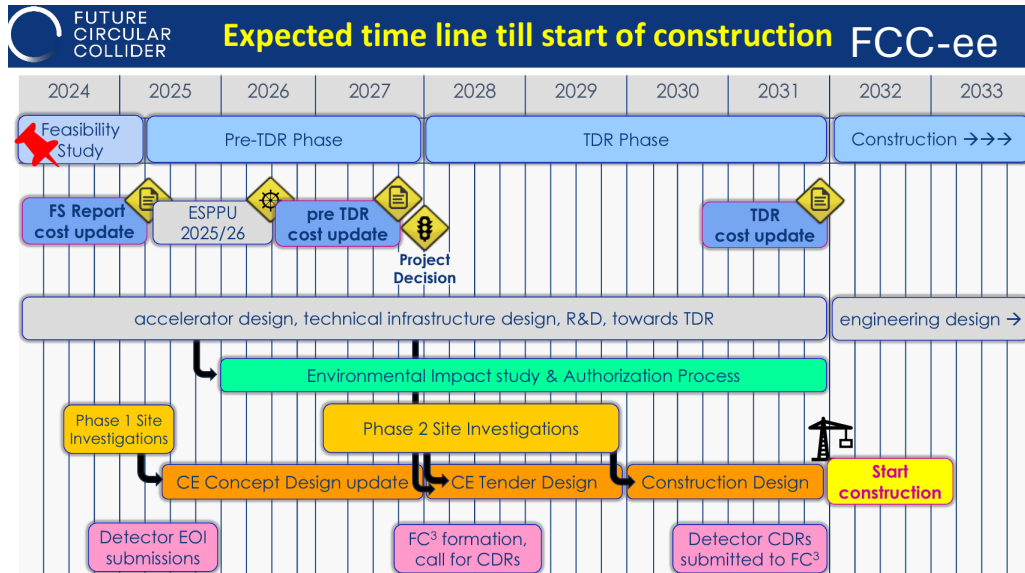 FUTURE
CIRCULAR
COLLIDER
Expected time line till start of construction
FCC-ee
2024 2025 2026 2027 2028 2029 2030 2031 2032 2033
Feasibility
Study
Pre-TDR Phase
TDR Phase
Construction →→→
FS Report
cost update
ESPPU
2025/26
pre TDR
cost update
Project
Decision
TDR
cost update
accelerator design, technical infrastructure design, R&D, towards TDR
engineering design →
Environmental Impact study & Authorization Process
Phase 1 Site
Investigations
Phase 2 Site Investigations
CE Concept Design update
CE Tender Design
Construction Design
Start
construction
Detector EOI
submissions
FC³ formation,
call for CDRs
Detector CDRs
submitted to FC³